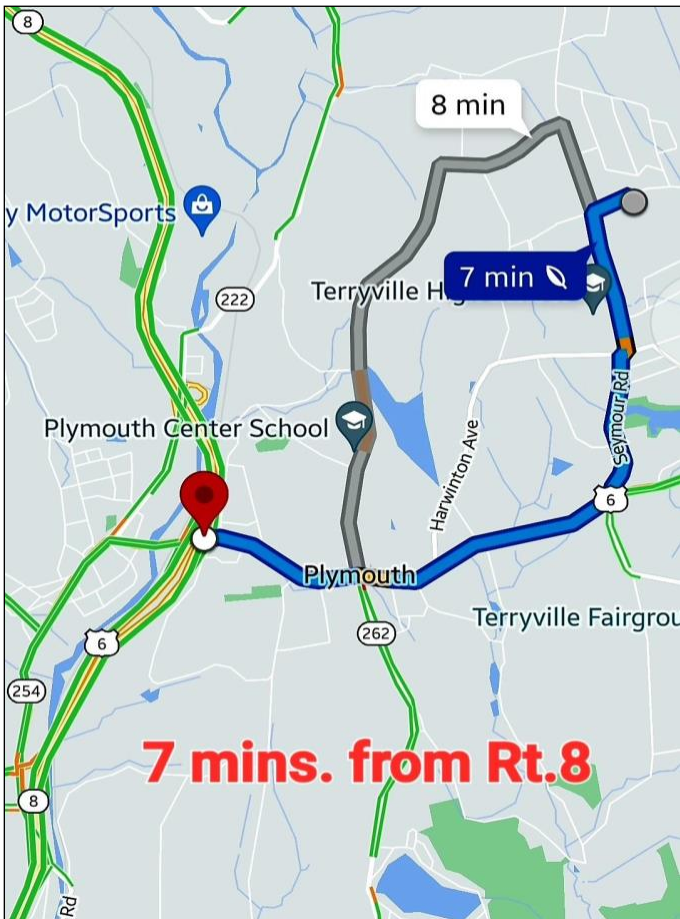 8
8 min
y MotorSports
7 min
222
Terryville H
Plymouth Center School
Seymour Rd
Harwinton Ave
6
Plymouth
Terryville Fairgrou
262
6
254
7 mins. from Rt.8
8
Rd